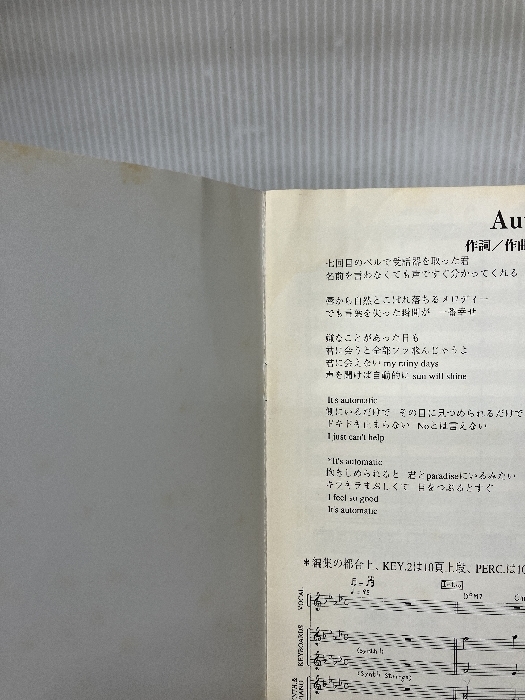 Au
作詞／作曲
七回目のベルで受話器を取った君
名前を言わなくても声ですぐ分かってくれる
唇から自然とこぼれ落ちるメロディー
でも言葉を失った瞬間が 一番幸せ
嫌なことがあった日も
君に会うと全部フッ飛んじゃうよ
君に会えない my rainy days
声を聞けば自動的に sun will shine
It's automatic
側にいるだけで その目に見つめられるだけで
ドキドキ止まらない Noとは言えない
I just can't help
*It's automatic
抱きしめられると 君とparadiseにいるみたい
キラキラまぶしくて 目をつぶるとすぐ
I feel so good
It's automatic
＊編集の都合上、KEY.2は10頁上段、PERC.は10
♩=95
Intro
VOCAL
D♭M7
KEYBOARDS
(Synth.)
(Synth. Strings)